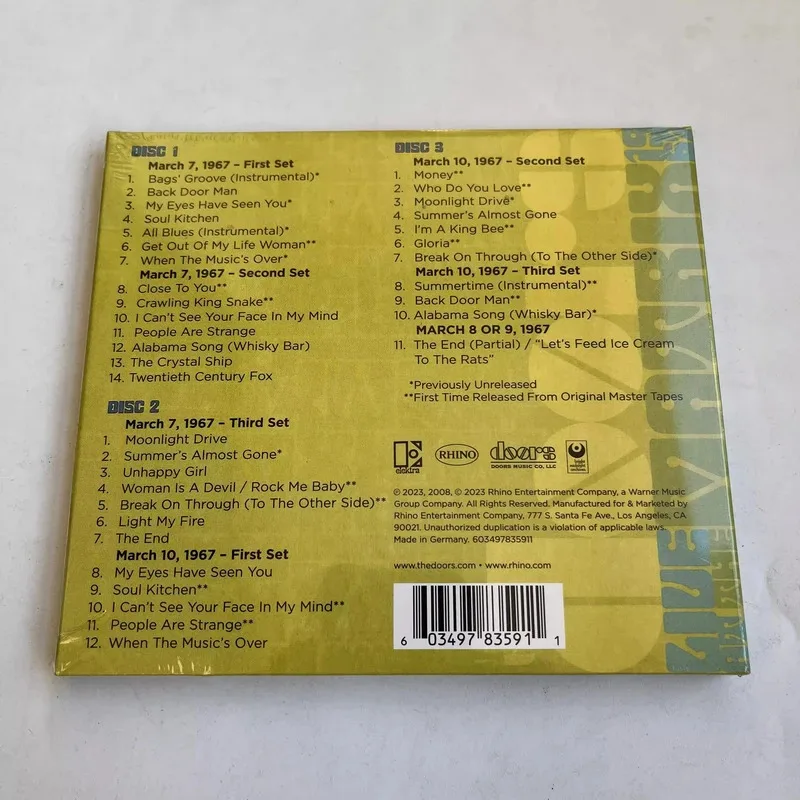 DISC 1
March 7, 1967 – First Set
1. Bags' Groove (Instrumental)*
2. Back Door Man
3. My Eyes Have Seen You*
4. Soul Kitchen
5. All Blues (Instrumental)*
6. Get Out Of My Life Woman**
7. When The Music's Over*
March 7, 1967 – Second Set
8. Close To You**
9. Crawling King Snake**
10. I Can't See Your Face In My Mind
11. People Are Strange
12. Alabama Song (Whisky Bar)
13. The Crystal Ship
14. Twentieth Century Fox
DISC 2
March 7, 1967 – Third Set
1. Moonlight Drive
2. Summer's Almost Gone*
3. Unhappy Girl
4. Woman Is A Devil / Rock Me Baby**
5. Break On Through (To The Other Side)**
6. Light My Fire
7. The End
March 10, 1967 – First Set
8. My Eyes Have Seen You
9. Soul Kitchen**
10. I Can't See Your Face In My Mind**
11. People Are Strange**
12. When The Music's Over
DISC 3
March 10, 1967 – Second Set
1. Money**
2. Who Do You Love**
3. Moonlight Drive*
4. Summer's Almost Gone
5. I'm A King Bee**
6. Gloria**
7. Break On Through (To The Other Side)*
March 10, 1967 – Third Set
8. Summertime (Instrumental)**
9. Back Door Man**
10. Alabama Song (Whisky Bar)*
MARCH 8 OR 9, 1967
11. The End (Partial) / "Let's Feed Ice Cream
To The Rats"
*Previously Unreleased
**First Time Released From Original Master Tapes
elektra
RHINO
doors
DOORS MUSIC CO, LLC
bright
midnight
archives
℗ 2023, 2008, © 2023 Rhino Entertainment Company, a Warner Music
Group Company. All Rights Reserved. Manufactured for & Marketed by
Rhino Entertainment Company, 777 S. Santa Fe Ave., Los Angeles, CA
90021. Unauthorized duplication is a violation of applicable laws.
Made in Germany. 603497835911
www.thedoors.com • www.rhino.com
6 03497 83591 1
LIVE